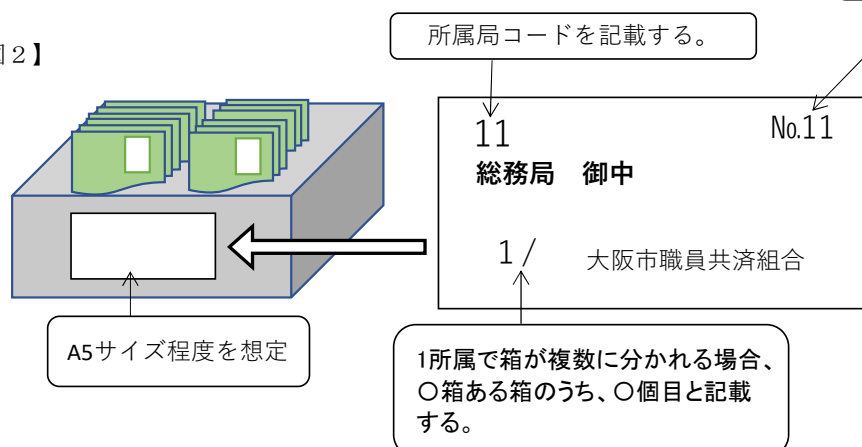 所属局コードを記載する。
図2】
11
No.11
総務局 御中
1/
大阪市職員共済組合
A5サイズ程度を想定
1所属で箱が複数に分かれる場合、
〇箱ある箱のうち、〇個目と記載
する。